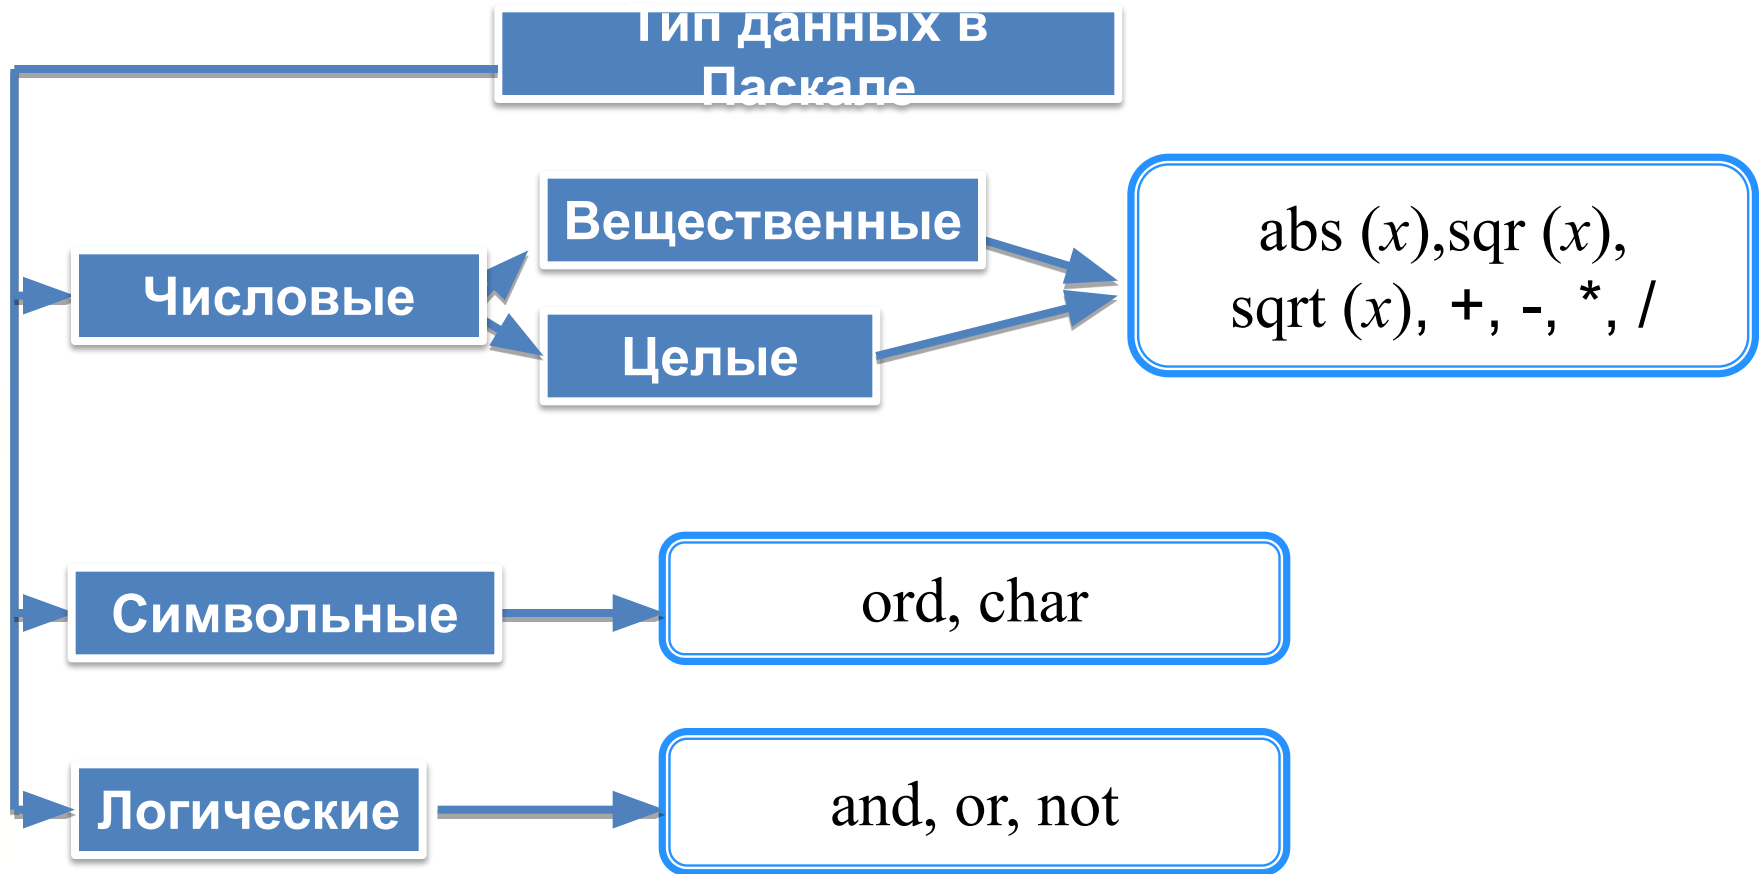 Тип данных в
Паскале
Вещественные
abs (x),sqr (x),
sqrt (x), +, -, *, /
Числовые
Целые
Символьные
ord, char
Логические
and, or, not